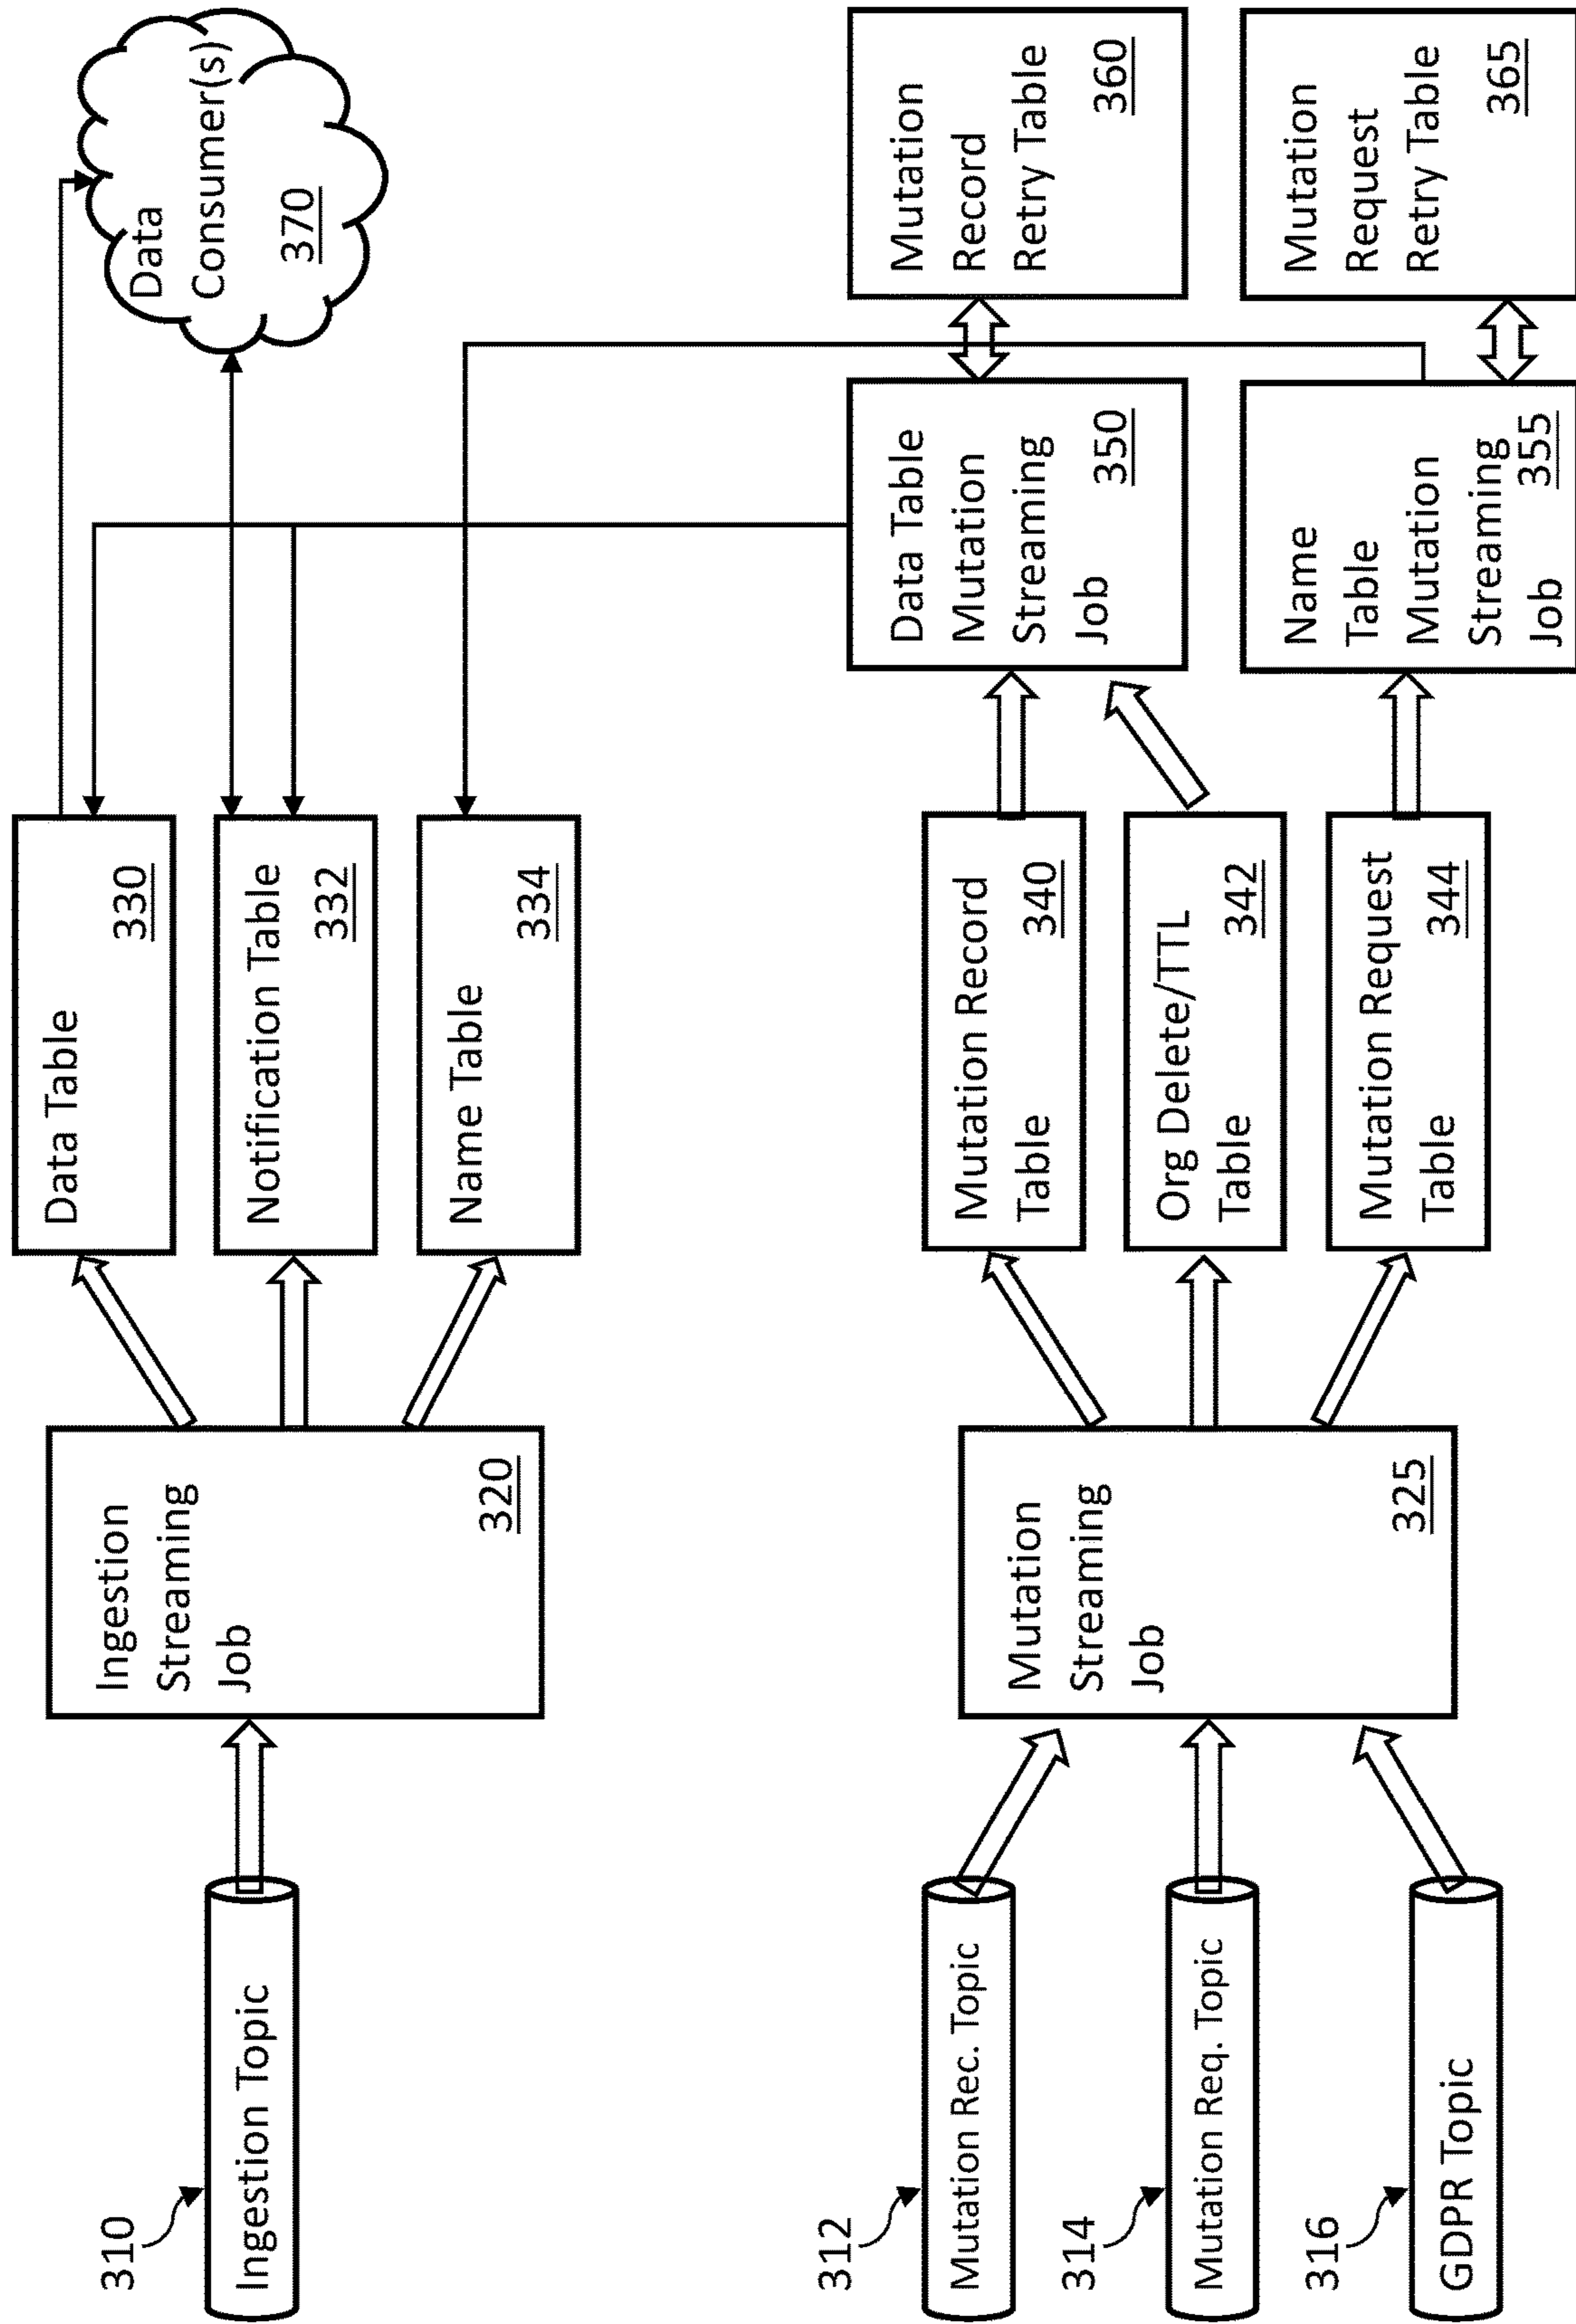 310
Ingestion Topic
Ingestion
Streaming
Job
320
Data Table
330
Notification Table
332
Name Table
334
Data
Consumer(s)
370
312
Mutation Rec. Topic
314
Mutation Req. Topic
316
GDPR Topic
Mutation
Streaming
Job
325
Mutation Record
Table
340
Org Delete/TTL
Table
342
Mutation Request
Table
344
Data Table
Mutation
Streaming
Job
350
Name
Table
Mutation
Streaming
Job
355
Mutation
Record
Retry Table
360
Mutation
Request
Retry Table
365